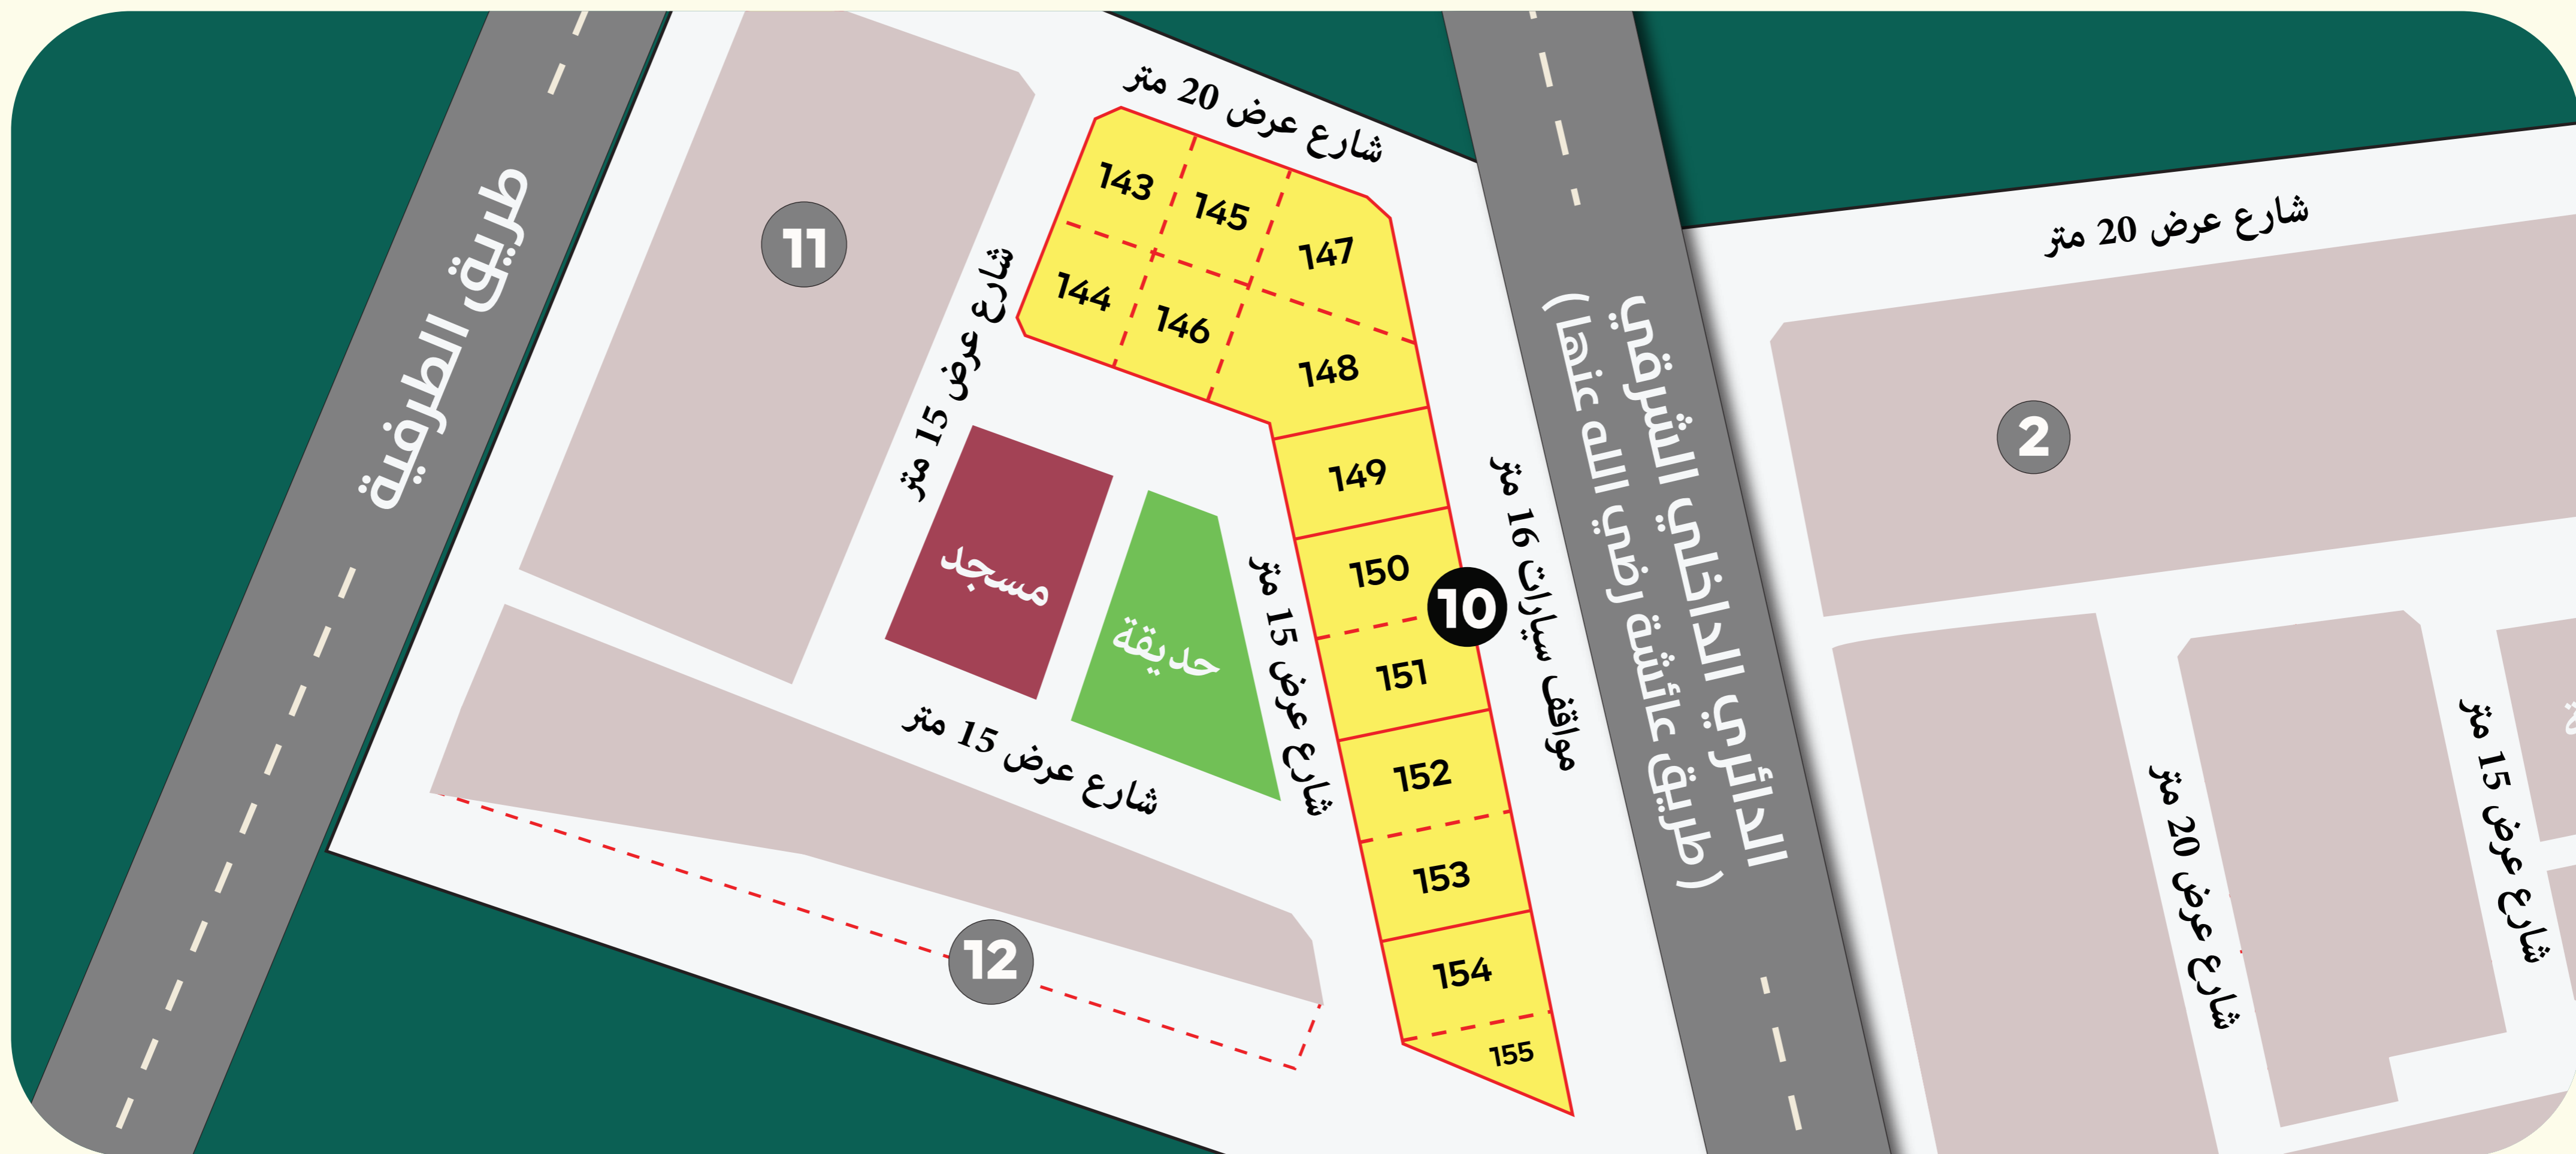 طريق الطرفية
11
شارع عرض 20 متر
143
145
147
144
146
148
شارع عرض 15 متر
149
150
10
151
152
153
154
155
مسجد
حديقة
شارع عرض 15 متر
شارع عرض 15 متر
12
مواقف سيارات 16 متر
الدائري الداخلي الشرقي
(طريق عائشة رضي الله عنها)
شارع عرض 20 متر
2
شارع عرض 20 متر
شارع عرض 15 متر